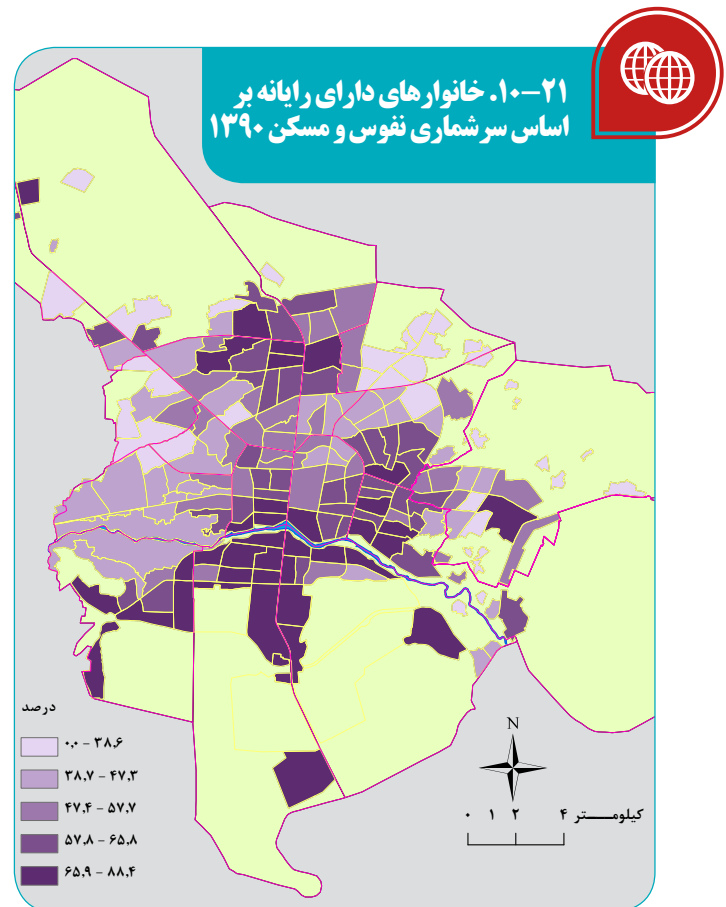 ۱۰-۲۱. خانوارهای دارای رایانه بر
اساس سرشماری نفوس و مسکن ۱۳۹۰
درصد
۰,۰ - ۳۸,۶
۳۸,۷ - ۴۷,۳
۴۷,۴ - ۵۷,۷
۵۷,۸ - ۶۵,۸
۶۵,۹ - ۸۸,۴
N
۰ ۱ ۲ ۴ کیلومـــــتر